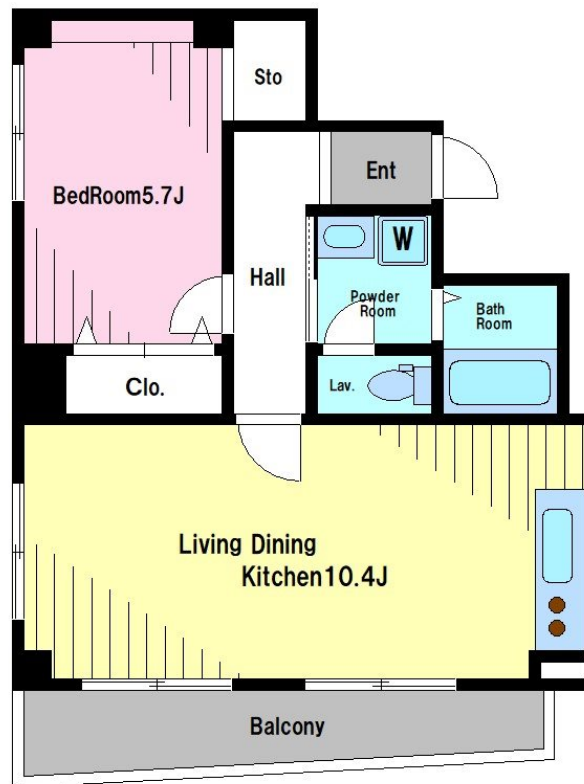 Sto
Ent
BedRoom5.7J
W
Hall
Powder
Room
Bath
Room
Clo.
Lav.
Living Dining
Kitchen10.4J
Balcony